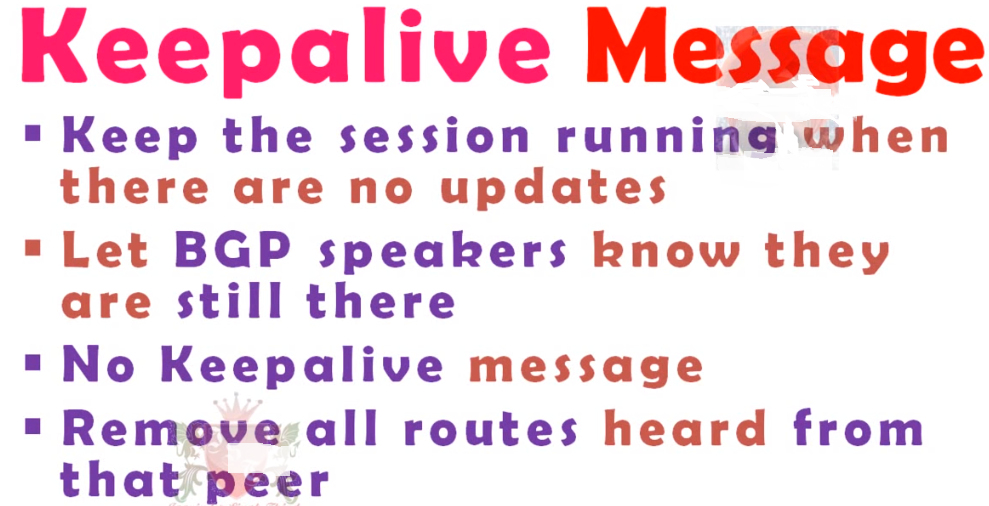 Keepalive Message
▪ Keep the session running when
there are no updates
▪ Let BGP speakers know they
are still there
▪ No Keepalive message
▪ Remove all routes heard from
that peer